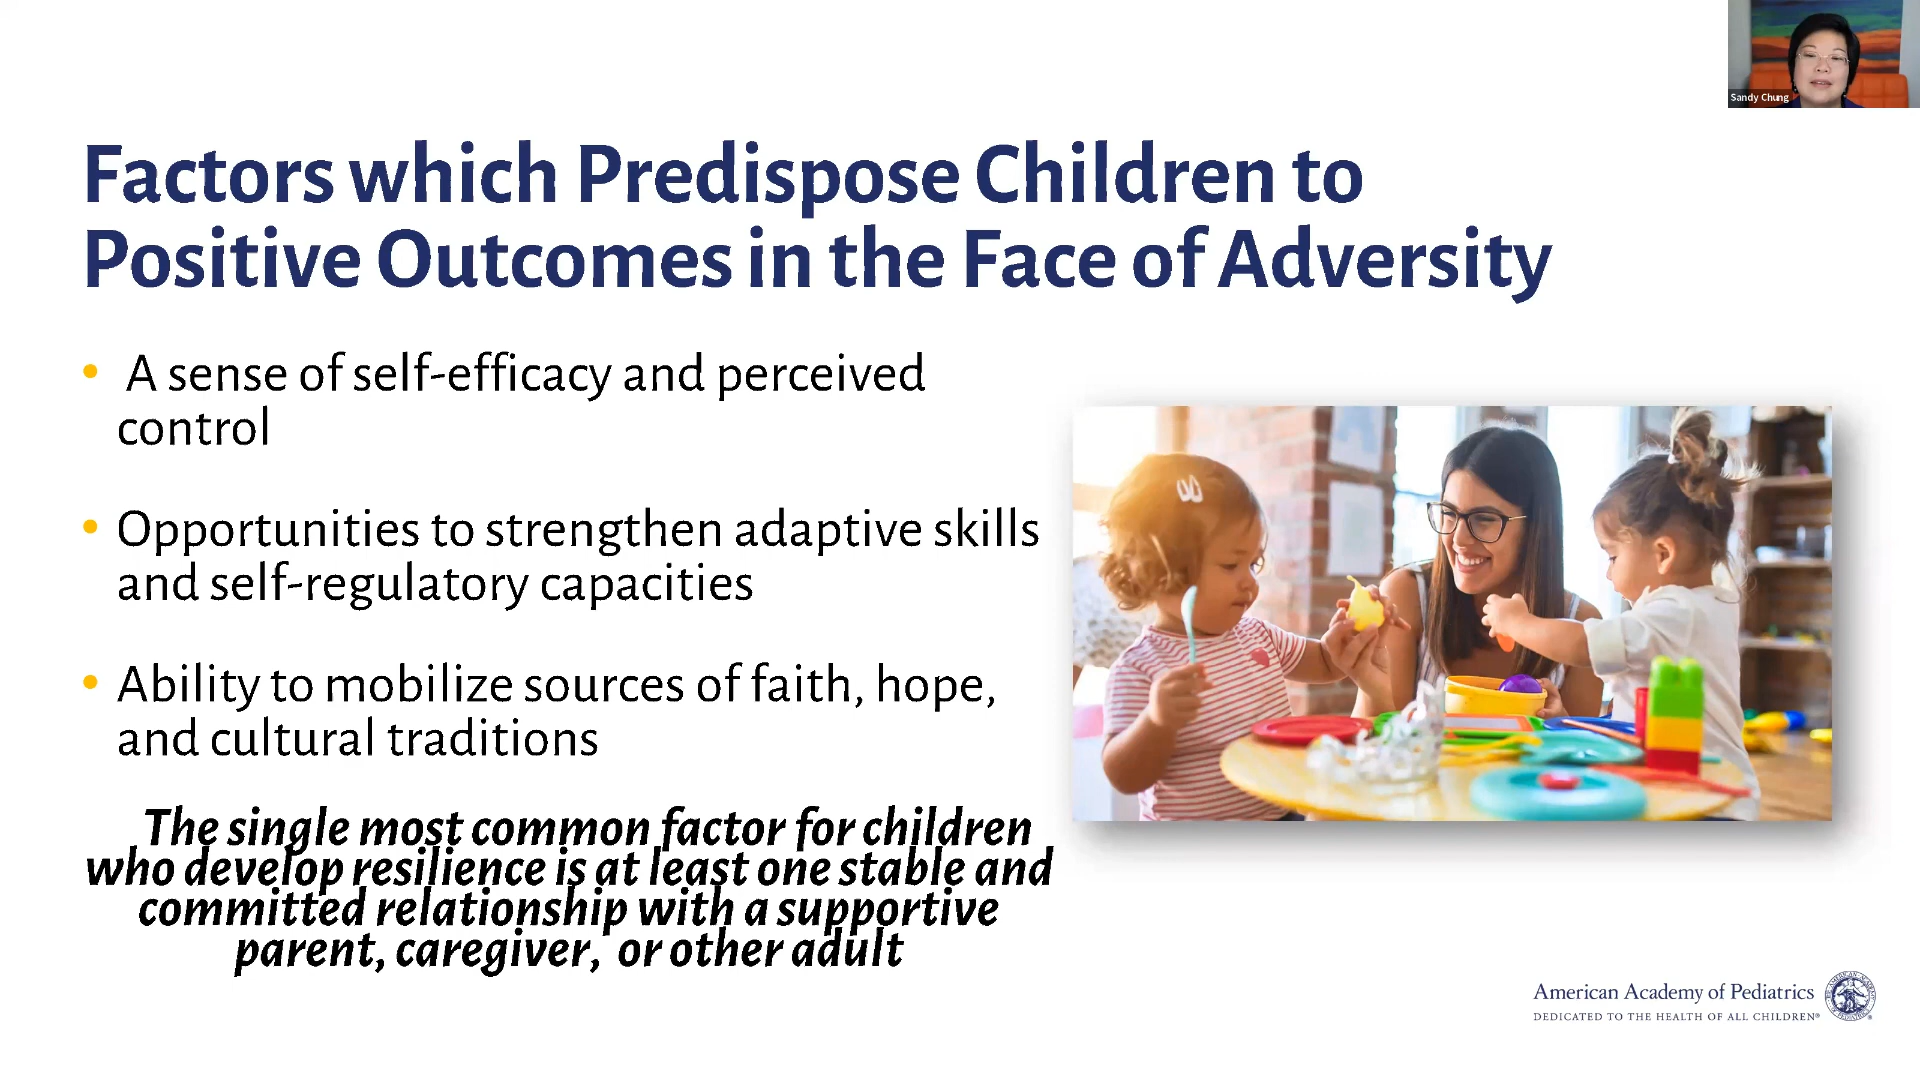 Sandy Chung
Factors which Predispose Children to
Positive Outcomes in the Face of Adversity
• A sense of self-efficacy and perceived
control
• Opportunities to strengthen adaptive skills
and self-regulatory capacities
• Ability to mobilize sources of faith, hope,
and cultural traditions
The single most common factor for children
who develop resilience is at least one stable and
committed relationship with a supportive
parent, caregiver, or other adult
American Academy of Pediatrics
DEDICATED TO THE HEALTH OF ALL CHILDREN®